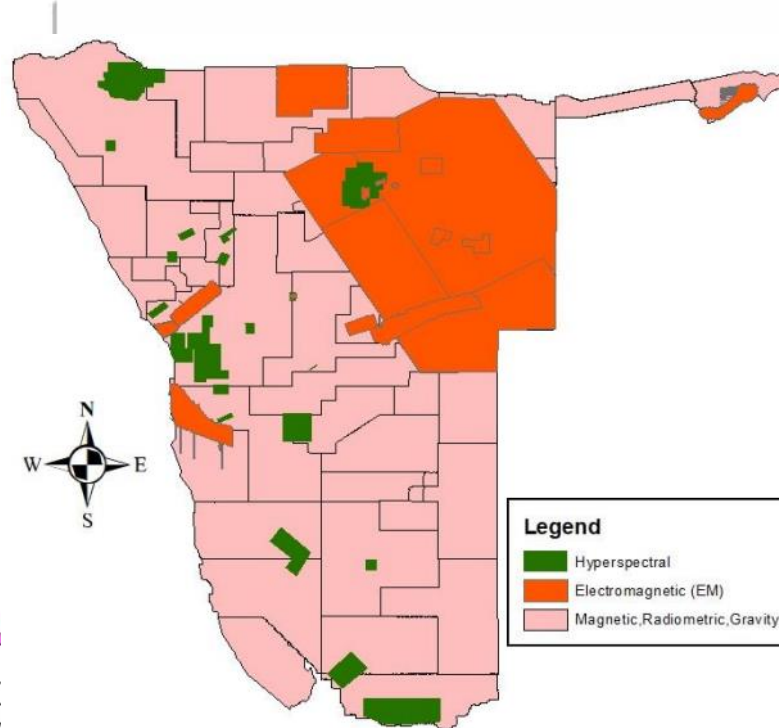 N
W E
S
Legend
Hyperspectral
Electromagnetic (EM)
Magnetic,Radiometric,Gravity